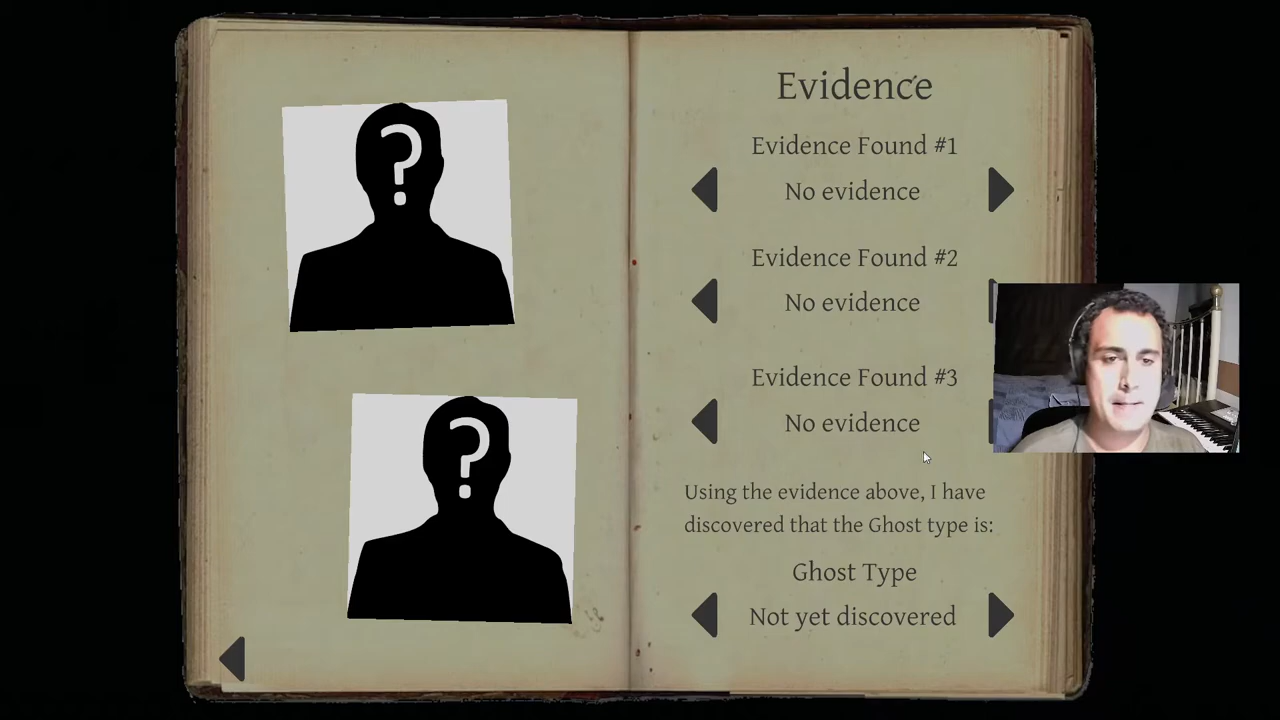 Evidence
Evidence Found #1
No evidence
Evidence Found #2
No evidence
Evidence Found #3
No evidence
Using the evidence above, I have
discovered that the Ghost type is:
Ghost Type
Not yet discovered